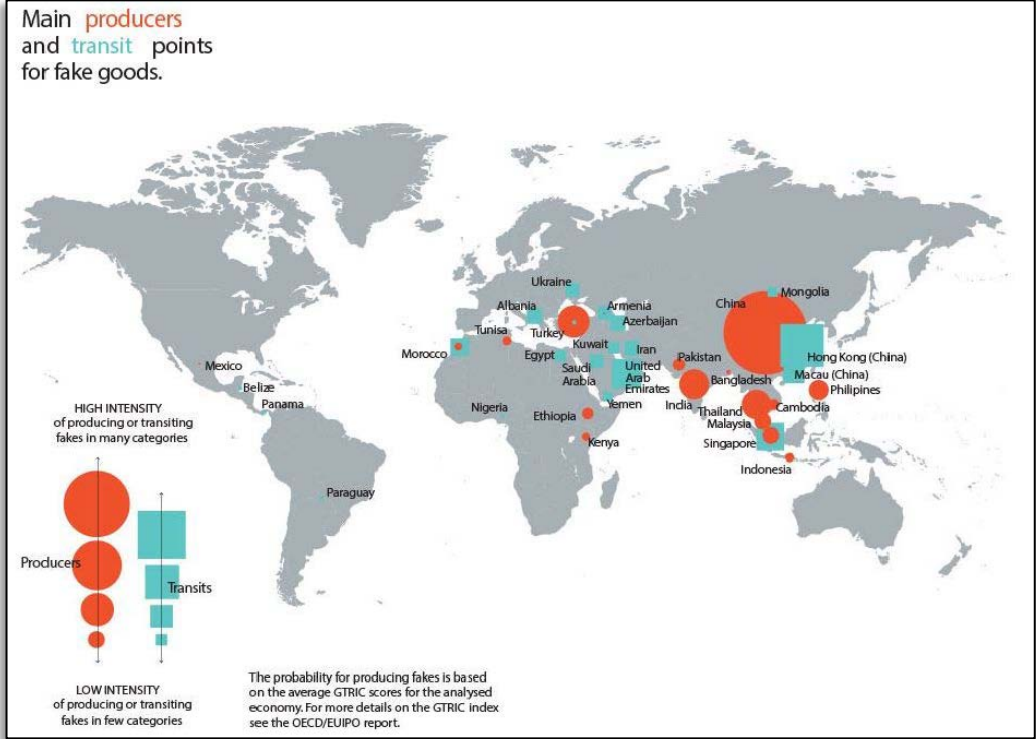 Main producers
and transit points
for fake goods.
Ukraine
Mongolia
China
Albania
Armenia
Azerbaijan
Tunisa
Turkey
Morocco
Kuwait
Iran
Egypt
Hong Kong (China)
Pakistan
Saudi
Arabia
United
Arab
Emirates
Mexico
Macau (China)
Bangladesh
Belize
Philipines
Yemen
India
Panama
Nigeria
Thailand
Cambodia
Ethiopia
Malaysia
Kenya
Singapore
Indonesia
Paraguay
HIGH INTENSITY
of producing or transiting
fakes in many categories
Producers
Transits
LOW INTENSITY
of producing or transiting
fakes in few categories
The probability for producing fakes is based
on the average GTRIC scores for the analysed
economy. For more details on the GTRIC index
see the OECD/EUIPO report.